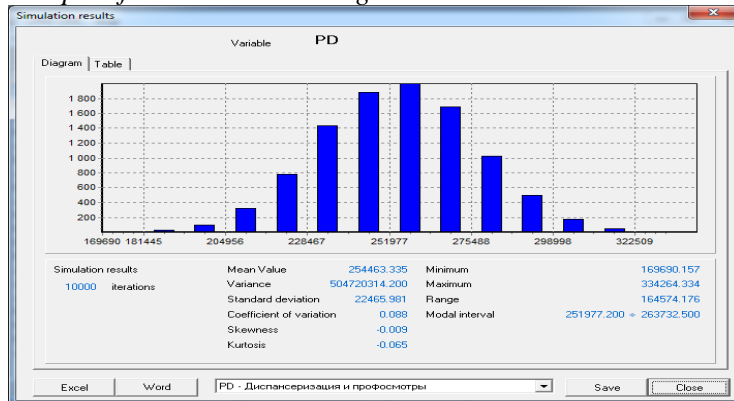 Simulation results
Variable PD
Diagram Table
1 800
1 600
1 400
1 200
1 000
800
600
400
200
169690 181445 204956 228467 251977 275488 298998 322509
Simulation results Mean Value 254463.335 Minimum 169690.157
10000 iterations Variance 504720314.200 Maximum 334264.334
Standard deviation 22465.981 Range 164574.176
Coefficient of variation 0.088 Modal interval 251977.200 ÷ 263732.500
Skewness -0.009
Kurtosis -0.065
Excel Word PD - Диспансеризация и профосмотры Save Close